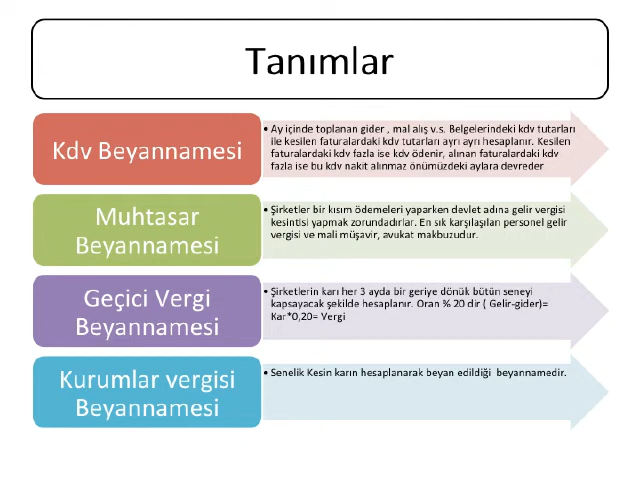 Tanımlar
Kdv Beyannamesi
• Ay içinde toplanan gider , mal alış v.s. Belgelerindeki kdv tutarları
ile kesilen faturalardaki kdv tutarları ayrı ayrı hesaplanır. Kesilen
faturalardaki kdv fazla ise kdv ödenir, alınan faturalardaki kdv
fazla ise bu kdv nakit alınmaz önümüzdeki aylara devreder
Muhtasar
Beyannamesi
• Şirketler bir kısım ödemeleri yaparken devlet adına gelir vergisi
kesintisi yapmak zorundadırlar. En sık karşılaşılan personel gelir
vergisi ve mali müşavir, avukat makbuzudur.
Geçici Vergi
Beyannamesi
• Şirketlerin karı her 3 ayda bir geriye dönük bütün seneyi
kapsayacak şekilde hesaplanır. Oran % 20 dir ( Gelir-gider)=
Kar*0,20= Vergi
Kurumlar vergisi
Beyannamesi
• Senelik Kesin karın hesaplanarak beyan edildiği beyannamedir.